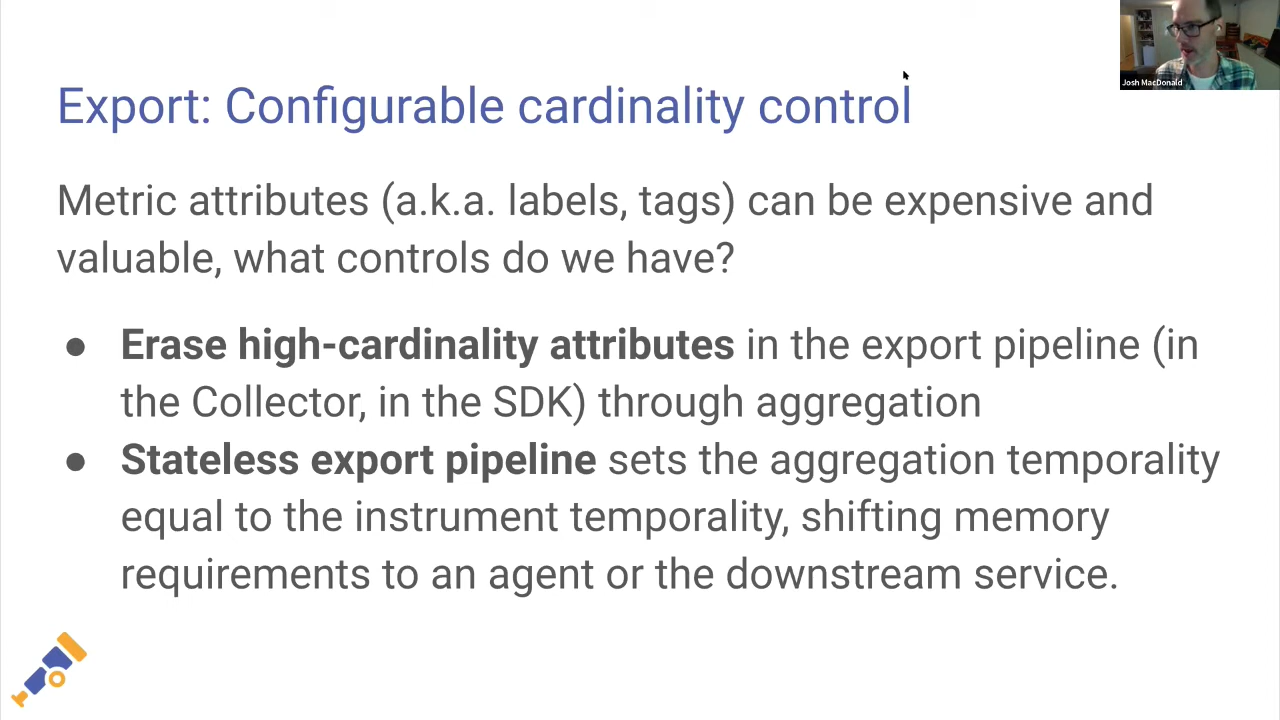 Josh MacDonald
Export: Configurable cardinality control
Metric attributes (a.k.a. labels, tags) can be expensive and
valuable, what controls do we have?
● Erase high-cardinality attributes in the export pipeline (in
the Collector, in the SDK) through aggregation
● Stateless export pipeline sets the aggregation temporality
equal to the instrument temporality, shifting memory
requirements to an agent or the downstream service.